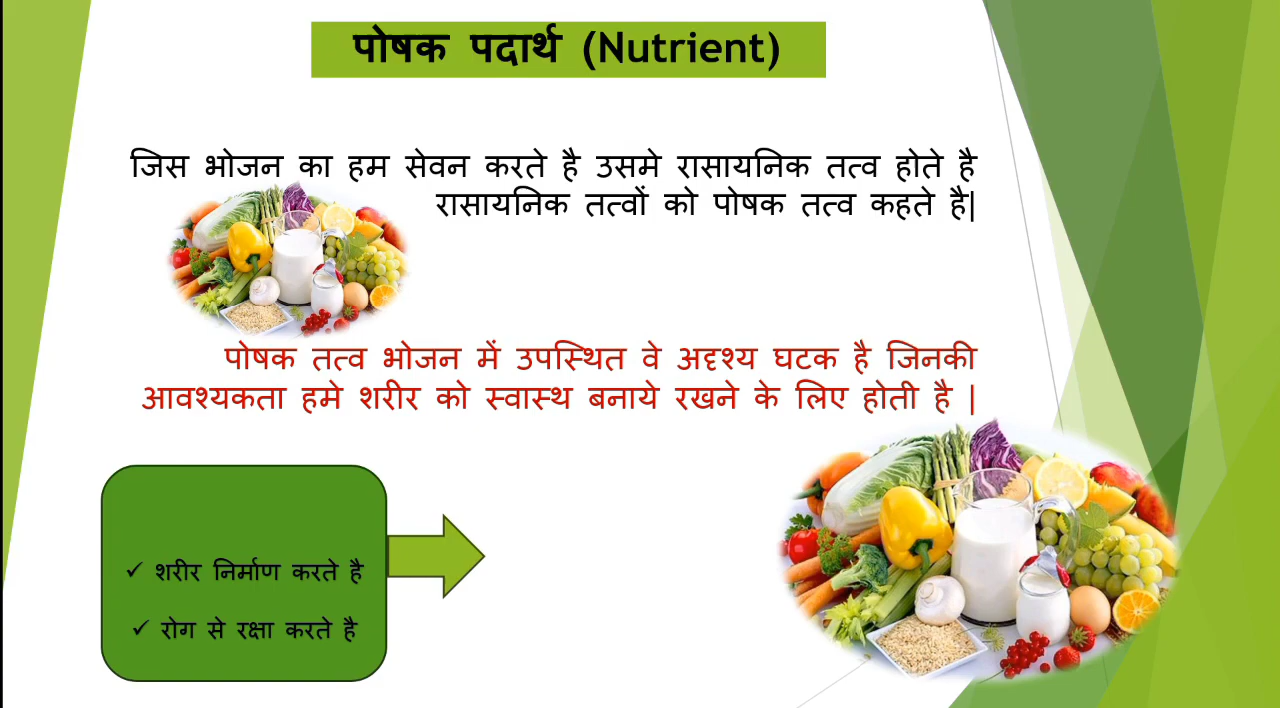 पोषक पदार्थ (Nutrient)
जिस भोजन का हम सेवन करते है उसमे रासायनिक तत्व होते है
रासायनिक तत्वों को पोषक तत्व कहते है|
पोषक तत्व भोजन में उपस्थित वे अदृश्य घटक है जिनकी
आवश्यकता हमे शरीर को स्वास्थ बनाये रखने के लिए होती है |
✓ शरीर निर्माण करते है
✓ रोग से रक्षा करते है